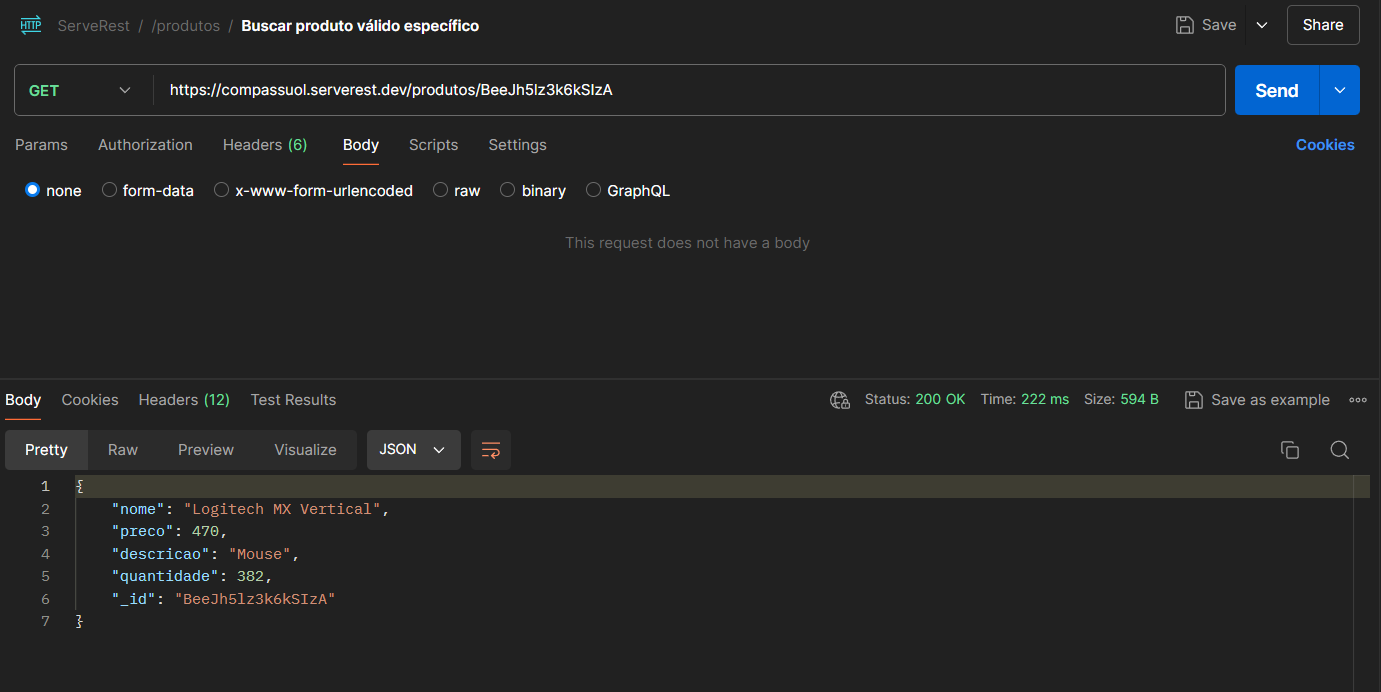 HTTP ServeRest / /produtos / Buscar produto válido específico Save Share
GET https://compassuol.serverest.dev/produtos/BeeJh5lz3k6kSIzA Send
Params Authorization Headers (6) Body Scripts Settings Cookies
none form-data x-www-form-urlencoded raw binary GraphQL
This request does not have a body
Body Cookies Headers (12) Test Results Status: 200 OK Time: 222 ms Size: 594 B Save as example
Pretty Raw Preview Visualize JSON
1 {
2 "nome": "Logitech MX Vertical",
3 "preco": 470,
4 "descricao": "Mouse",
5 "quantidade": 382,
6 "_id": "BeeJh5lz3k6kSIzA"
7 }